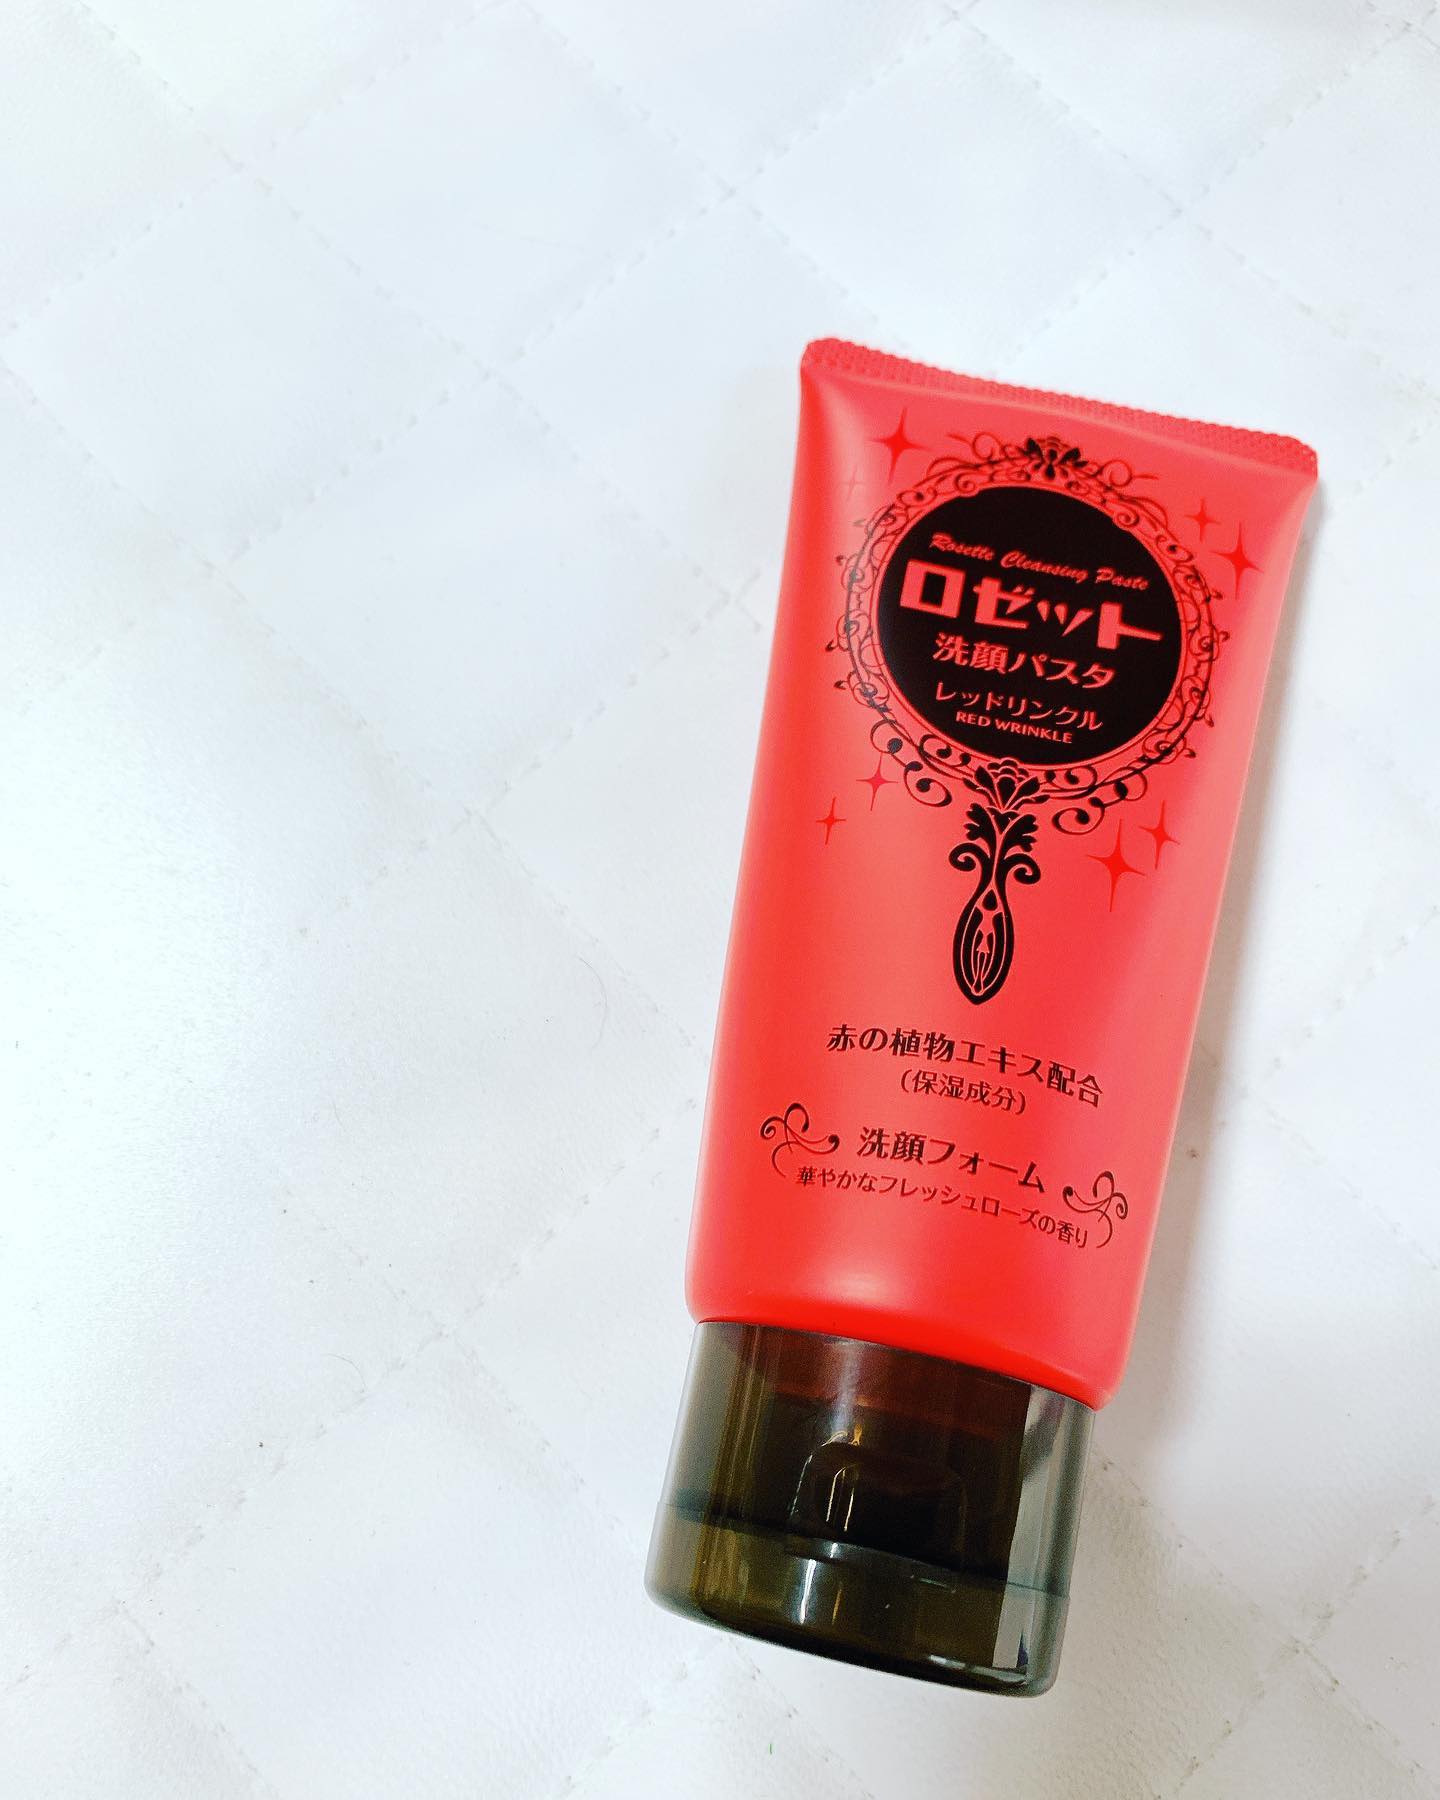 Rosette Cleansing Paste
ロゼット
洗顔パスタ
レッドリンクル
RED WRINKLE
赤の植物エキス配合
(保湿成分)
洗顔フォーム
華やかなフレッシュローズの香り